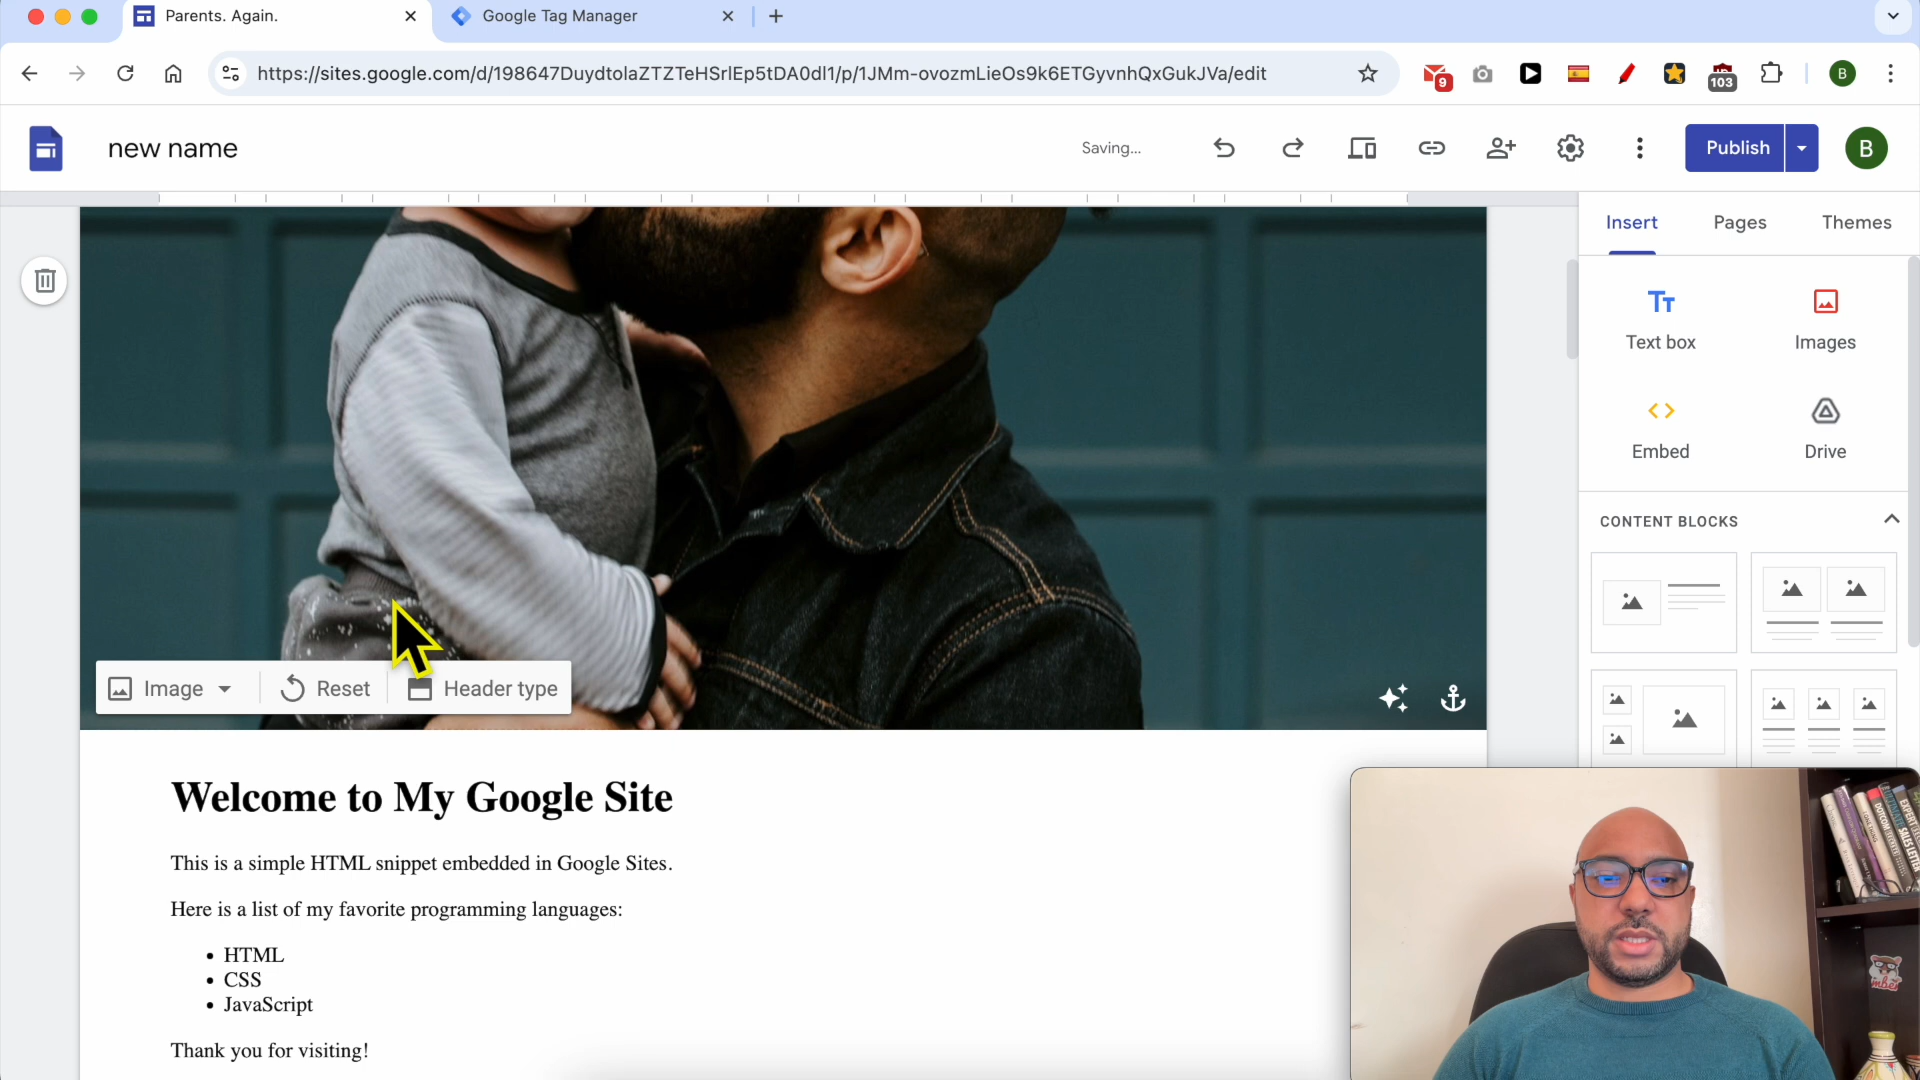 Parents. Again.
Google Tag Manager
https://sites.google.com/d/198647DuydtolaZTZTeHSrlEp5tDA0dl1/p/1JMm-ovozmLieOs9k6ETGyvnhQxGukJVa/edit
9
103
B
new name
Saving...
Publish
B
Insert
Pages
Themes
Text box
Images
Embed
Drive
CONTENT BLOCKS
Image
Reset
Header type
Welcome to My Google Site
This is a simple HTML snippet embedded in Google Sites.
Here is a list of my favorite programming languages:
• HTML
• CSS
• JavaScript
Thank you for visiting!